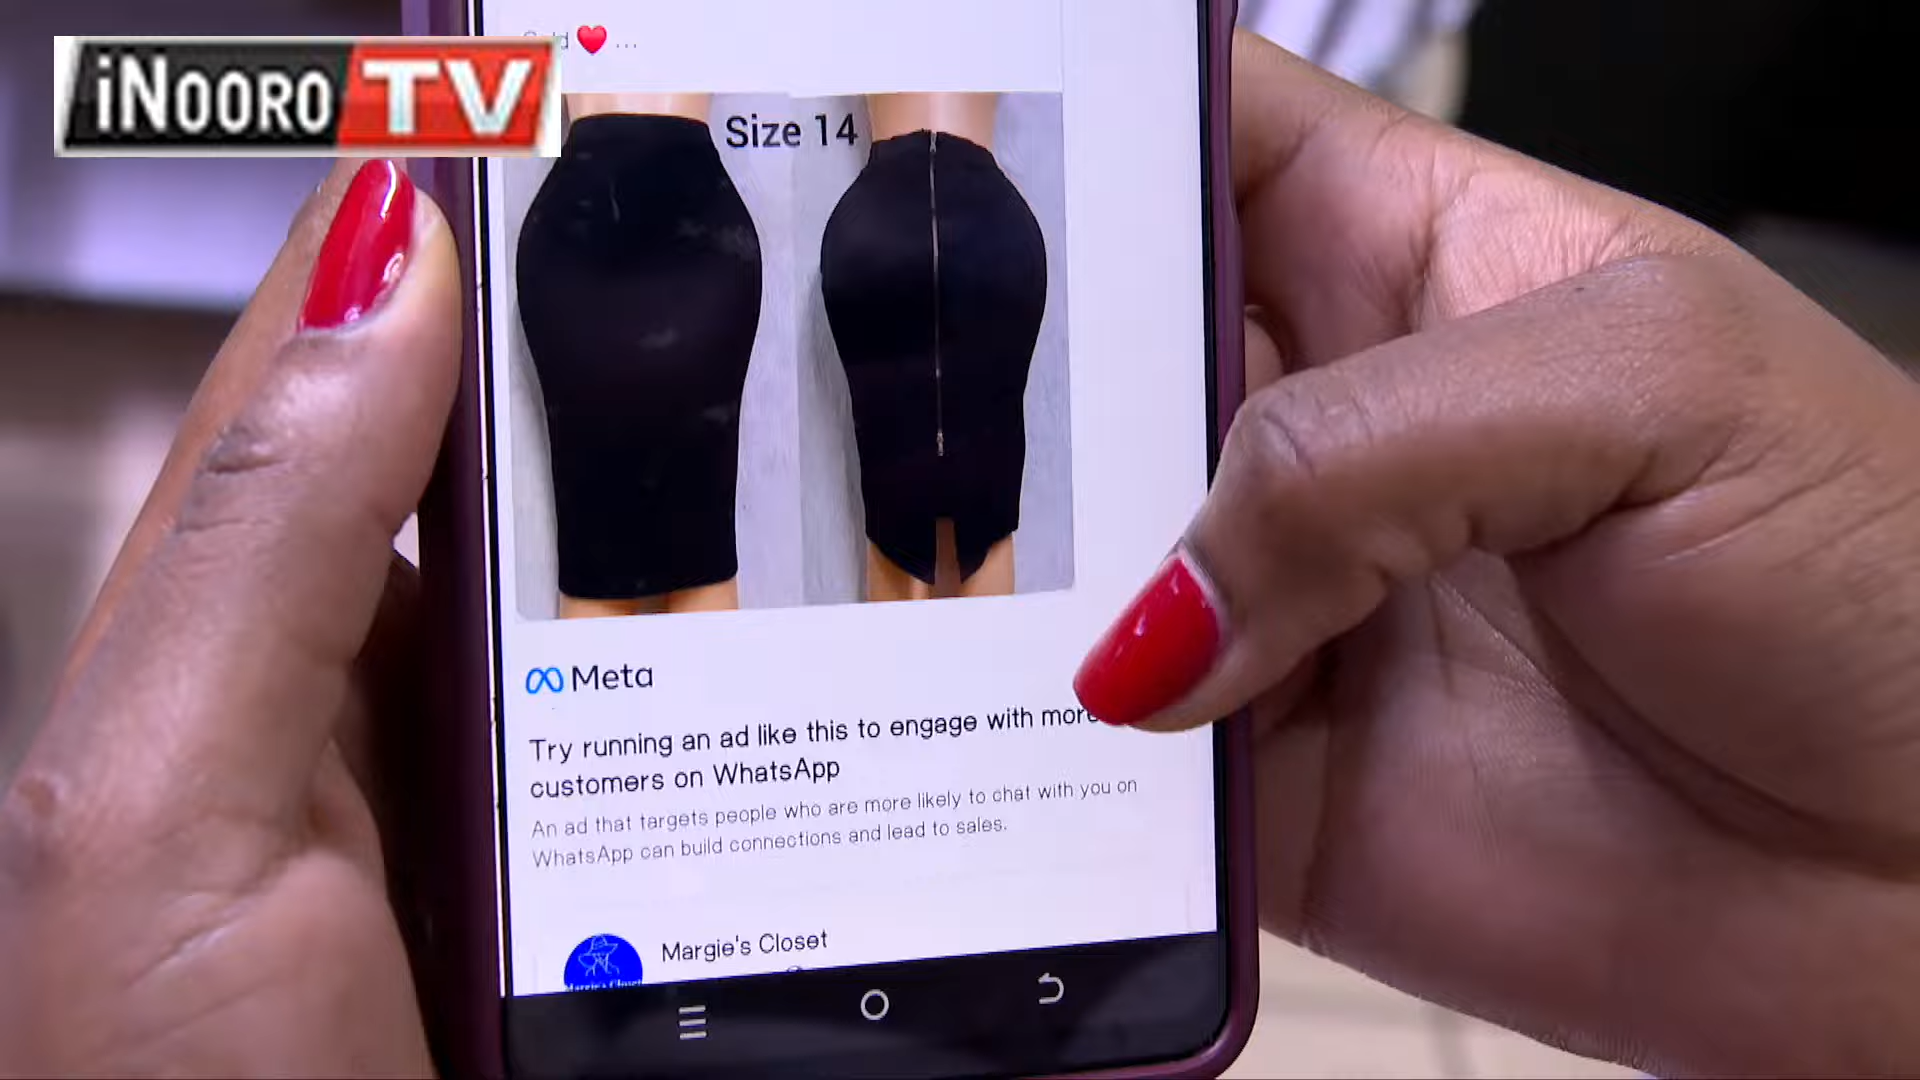 iNOORO TV
Size 14
Meta
Try running an ad like this to engage with more
customers on WhatsApp
An ad that targets people who are more likely to chat with you on
WhatsApp can build connections and lead to sales.
Margie's Closet